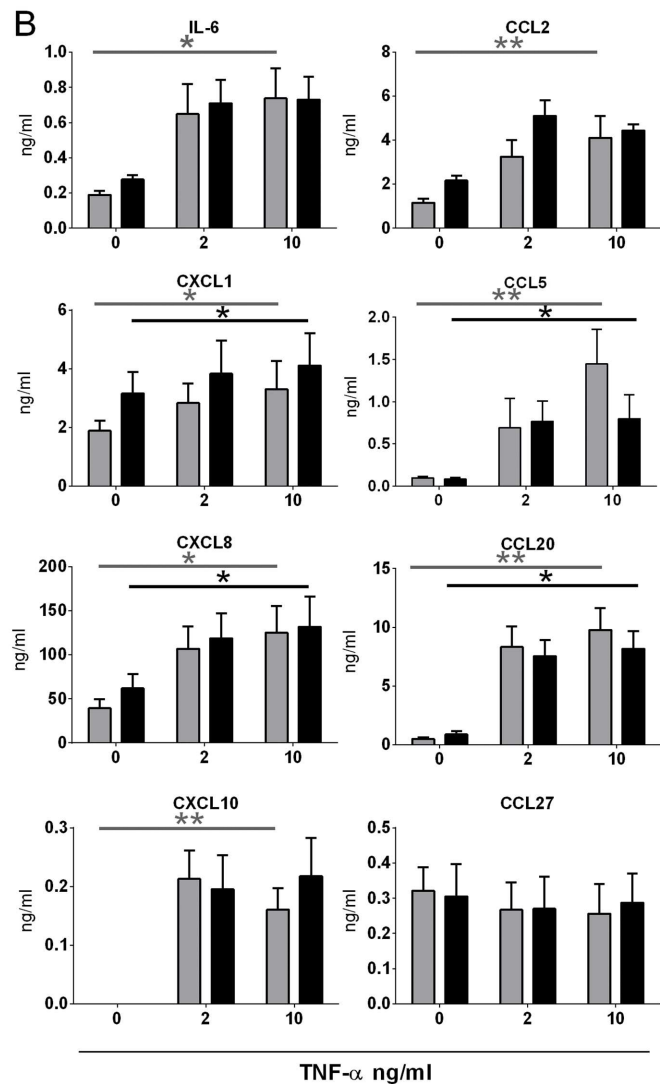 B
IL-6
CCL2
*
**
ng/ml
1.0
0.8
0.6
0.4
0.2
0.0
0 2 10
ng/ml
8
6
4
2
0
0 2 10
CXCL1
CCL5
*
*
**
*
ng/ml
6
4
2
0
0 2 10
ng/ml
2.0
1.5
1.0
0.5
0.0
0 2 10
CXCL8
CCL20
*
*
**
*
ng/ml
200
150
100
50
0
0 2 10
ng/ml
15
10
5
0
0 2 10
CXCL10
CCL27
**
ng/ml
0.3
0.2
0.1
0.0
0 2 10
ng/ml
0.5
0.4
0.3
0.2
0.1
0.0
0 2 10
TNF-α ng/ml